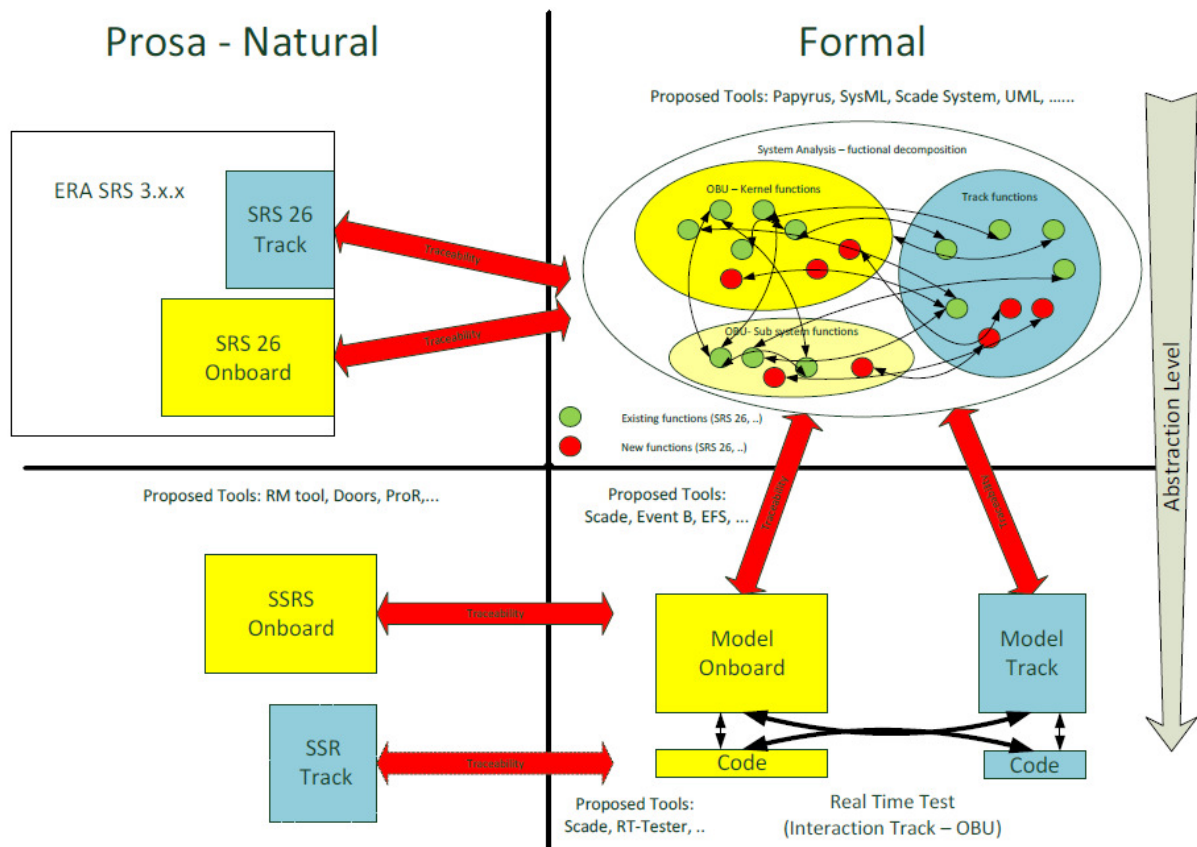 Prosa - Natural
Formal
Proposed Tools: Papyrus, SysML, Scade System, UML, ......
ERA SRS 3.x.x
SRS 26
Track
SRS 26
Onboard
Traceability
Traceability
System Analysis – fuctional decomposition
OBU – Kernel functions
Track functions
OBU- Sub system functions
Existing functions (SRS 26, ..)
New functions (SRS 26, ..)
Abstraction Level
Proposed Tools: RM tool, Doors, ProR,...
Proposed Tools:
Scade, Event B, EFS, ...
Traceability
Traceability
SSRS
Onboard
Traceability
Model
Onboard
Model
Track
SSR
Track
Traceability
Code
Code
Proposed Tools:
Scade, RT-Tester, ..
Real Time Test
(Interaction Track – OBU)